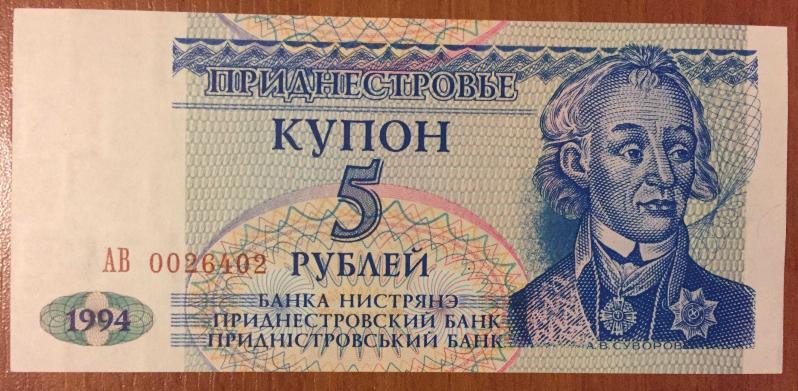 ПРИДНЕСТРОВЬЕ
КУПОН
5
РУБЛЕЙ
АВ 0026402
1994
БАНКА НИСТРЯНЭ
ПРИДНЕСТРОВСКИЙ БАНК
ПРИДНІСТРОВСЬКИЙ БАНК
А.В.СУВОРОВ